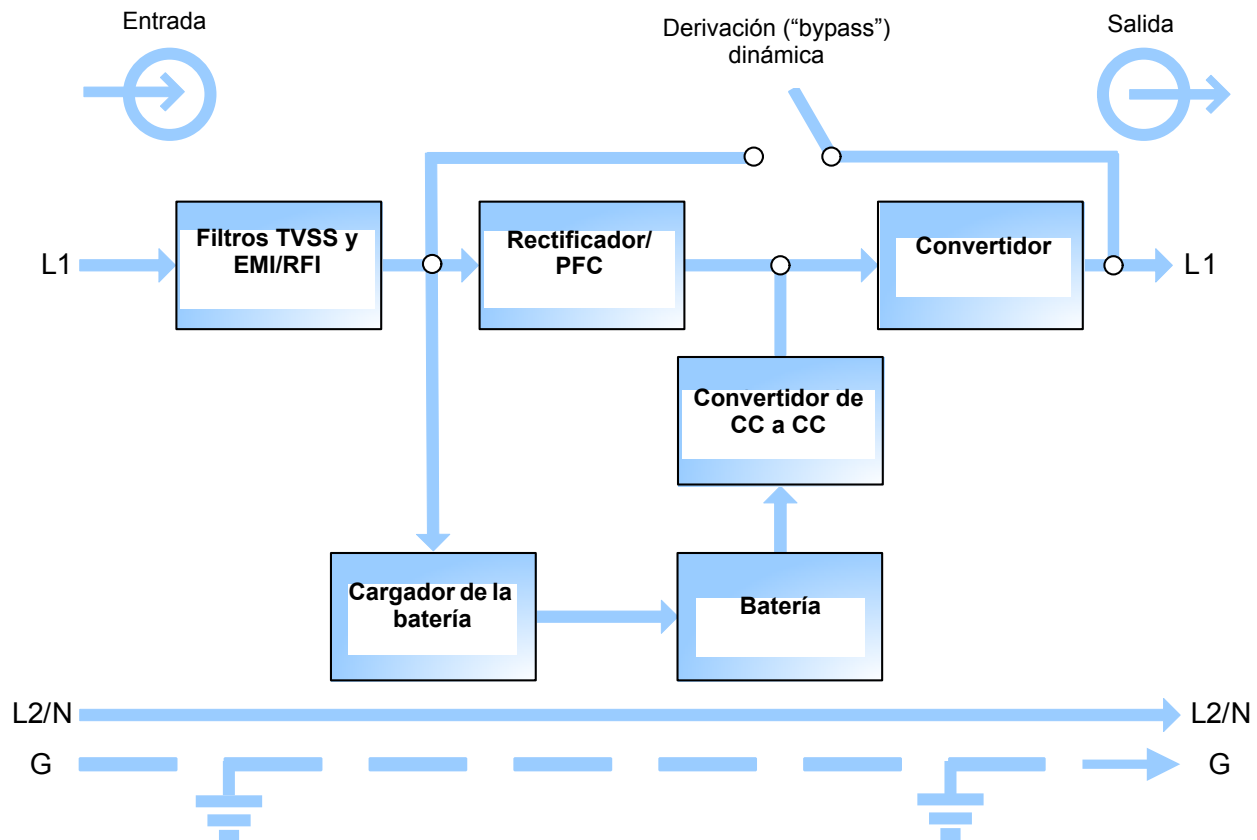 Entrada
Derivación (“bypass”)
dinámica
Salida
Filtros TVSS y
EMI/RFI
Rectificador/
PFC
Convertidor
L1
L1
Convertidor de
CC a CC
Cargador de la
batería
Batería
L2/N
L2/N
G
G